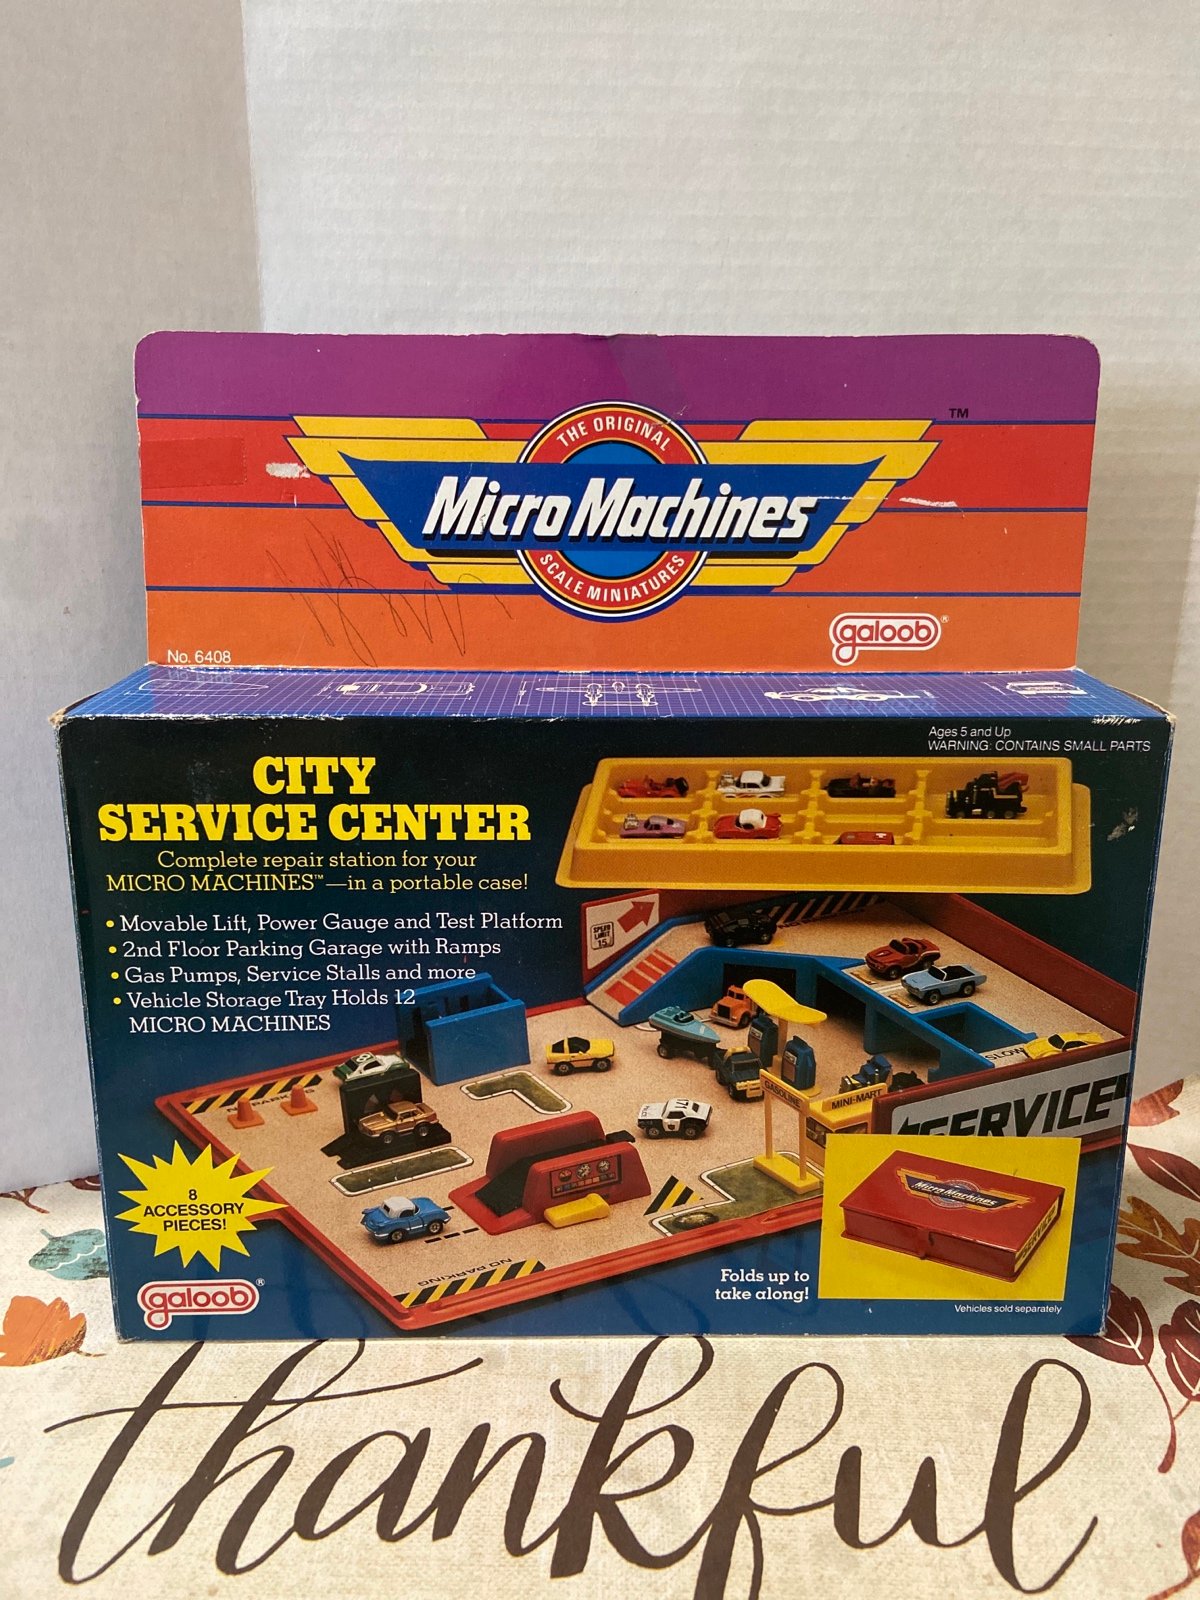 THE ORIGINAL
Micro Machines
TM
SCALE MINIATURES
galoob®
No. 6408
Ages 5 and Up
WARNING: CONTAINS SMALL PARTS
CITY
SERVICE CENTER
Complete repair station for your
MICRO MACHINES™—in a portable case!
• Movable Lift, Power Gauge and Test Platform
• 2nd Floor Parking Garage with Ramps
• Gas Pumps, Service Stalls and more
• Vehicle Storage Tray Holds 12
MICRO MACHINES
SPEED
LIMIT
15
SLOW
SERVICE
GASOLINE
MINI-MART
NO PARKING
NO PARKING
8
ACCESSORY
PIECES!
galoob®
Micro Machines
SERVICE
Folds up to
take along!
Vehicles sold separately
thankful